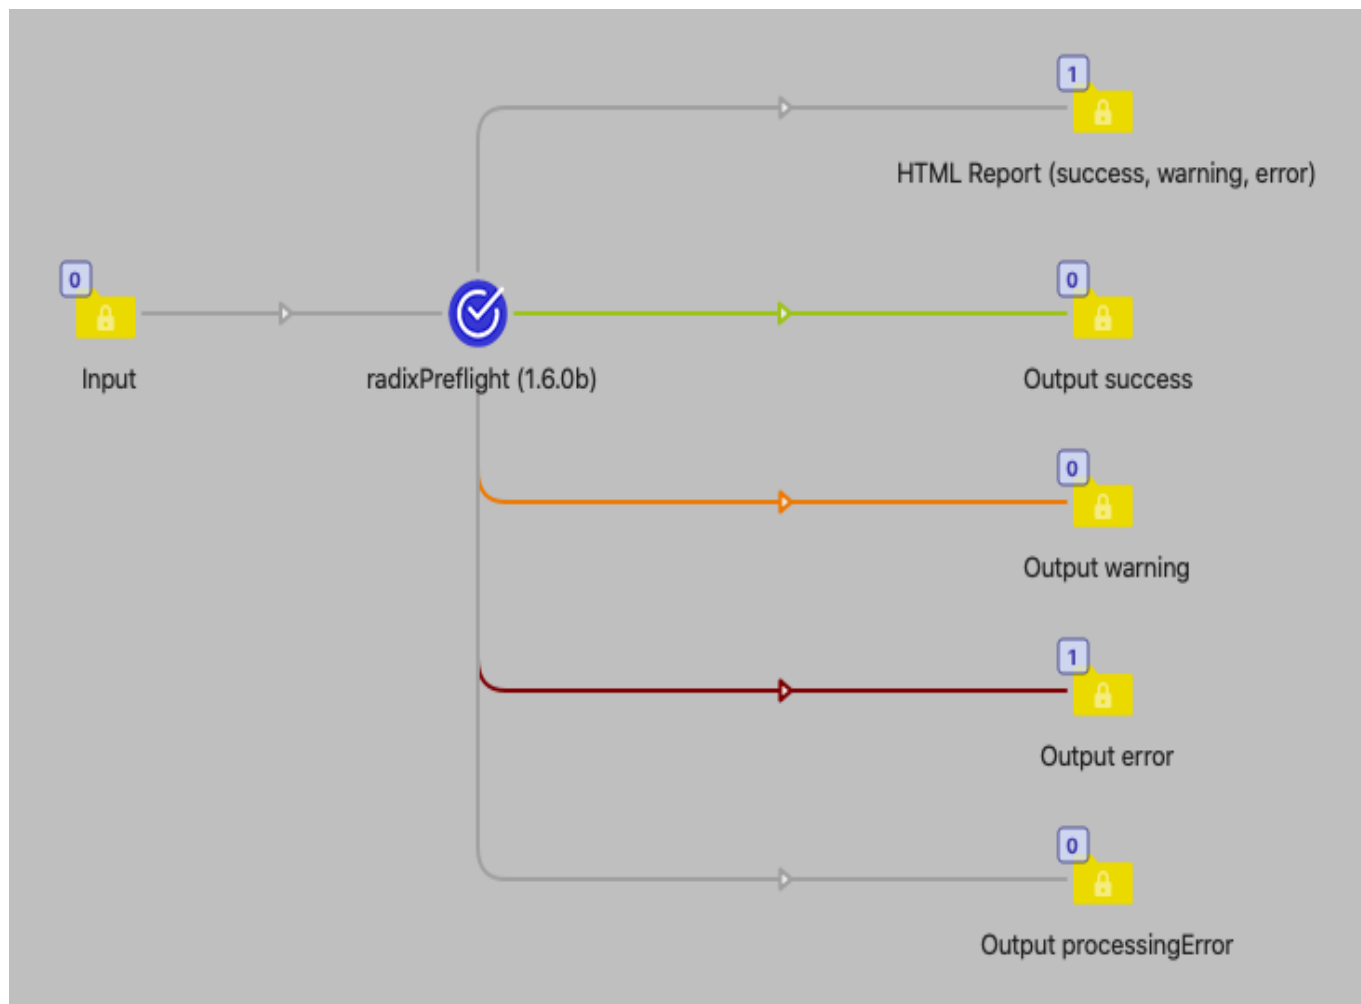 1
HTML Report (success, warning, error)
0
Input
radixPreflight (1.6.0b)
0
Output success
0
Output warning
1
Output error
0
Output processingError